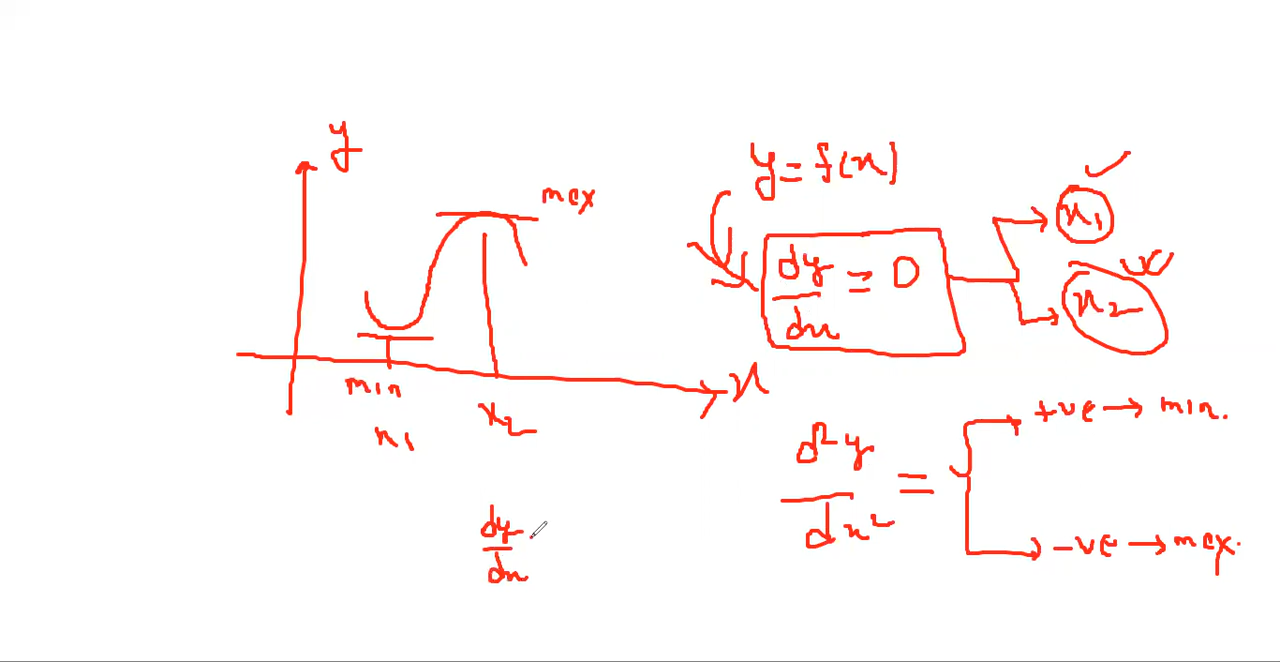 y
max
min
x1
x2
x
dy/dx
y = f(x)
dy/dx = 0
x1
x2
d²y/dx² =
+ve → min.
-ve → max.